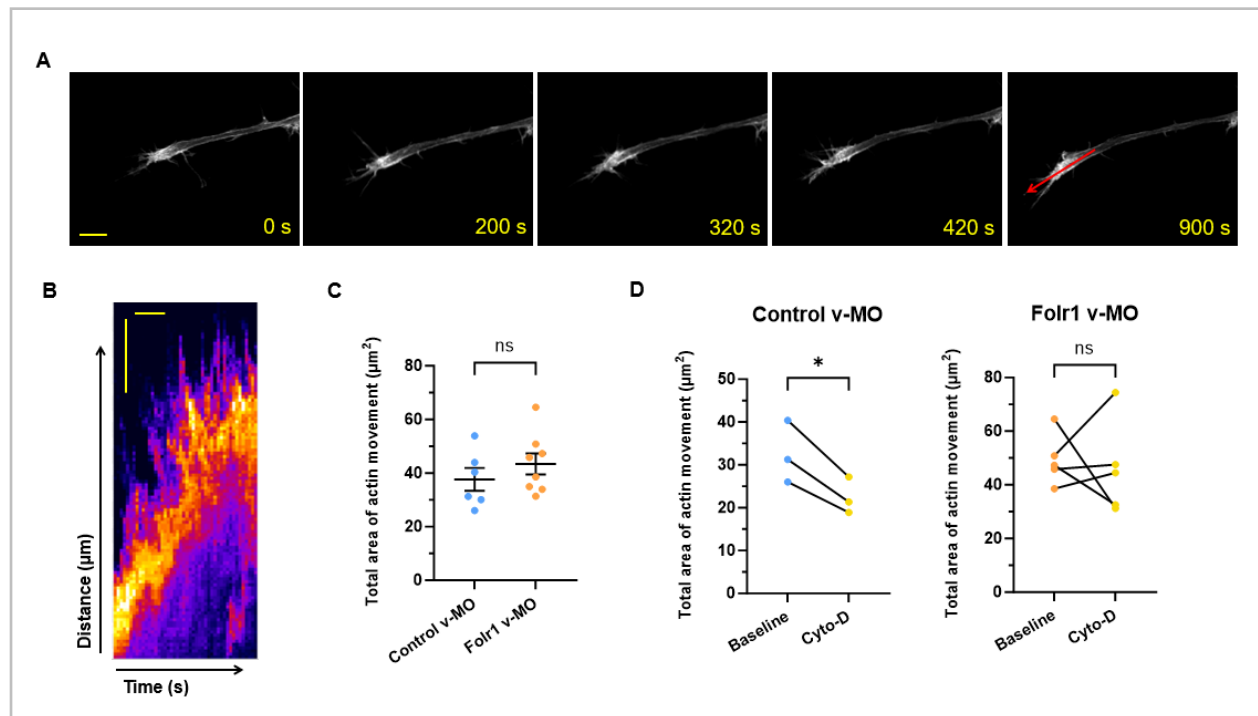 A
0 s
200 s
320 s
420 s
900 s
B
Distance (µm)
Time (s)
C
ns
Total area of actin movement (µm²)
80
60
40
20
0
Control v-MO
Folr1 v-MO
D
Control v-MO
*
Total area of actin movement (µm²)
50
40
30
20
10
0
Baseline
Cyto-D
Folr1 v-MO
ns
Total area of actin movement (µm²)
80
60
40
20
0
Baseline
Cyto-D